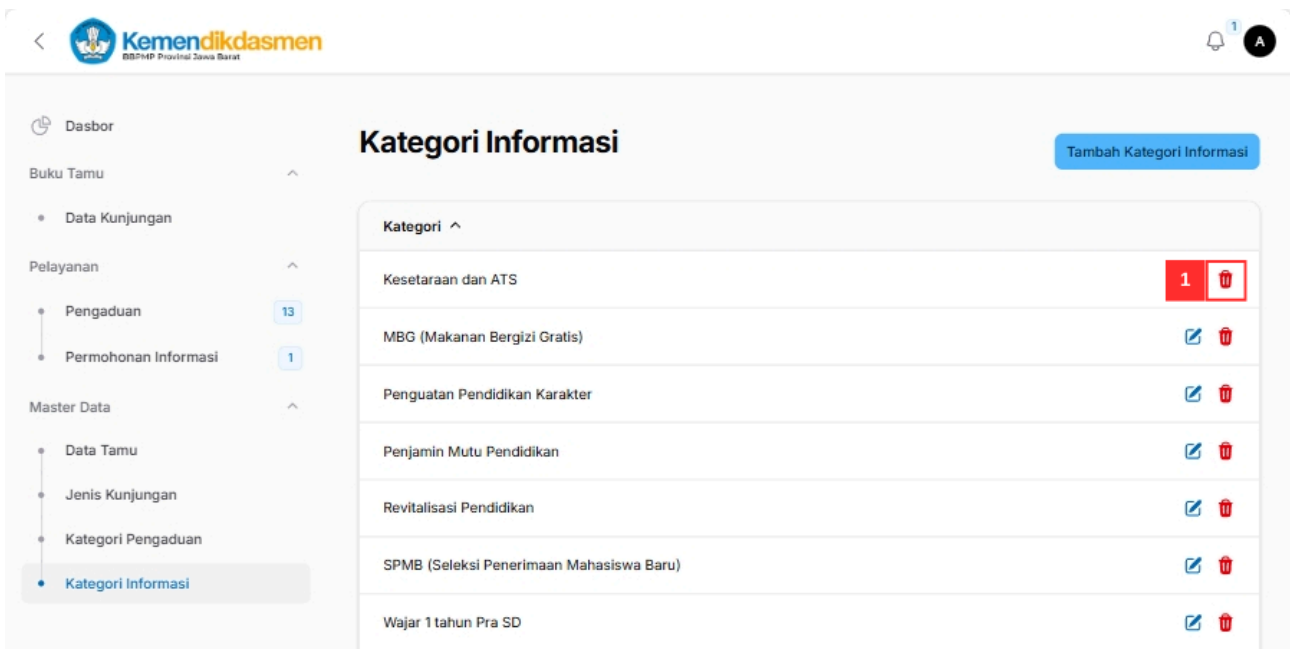 Kemendikdasmen
BBPMP Provinsi Jawa Barat
1
A
Dasbor
Buku Tamu
Data Kunjungan
Pelayanan
Pengaduan 13
Permohonan Informasi 1
Master Data
Data Tamu
Jenis Kunjungan
Kategori Pengaduan
Kategori Informasi
Kategori Informasi
Tambah Kategori Informasi
Kategori
Kesetaraan dan ATS
1
MBG (Makanan Bergizi Gratis)
Penguatan Pendidikan Karakter
Penjamin Mutu Pendidikan
Revitalisasi Pendidikan
SPMB (Seleksi Penerimaan Mahasiswa Baru)
Wajar 1 tahun Pra SD